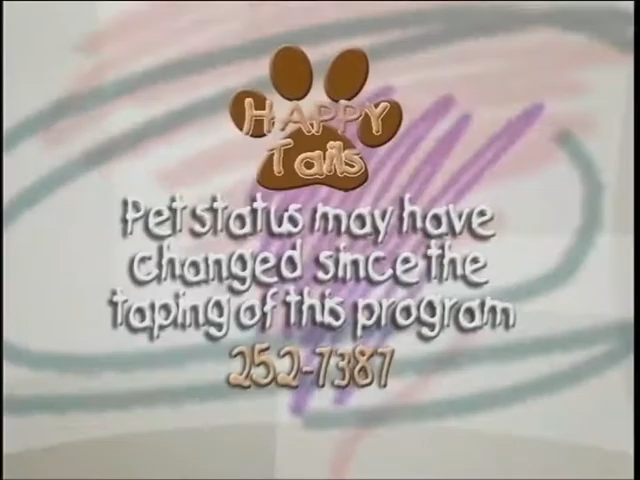 HAPPY
Tails
Pet status may have
changed since the
taping of this program
252-7387